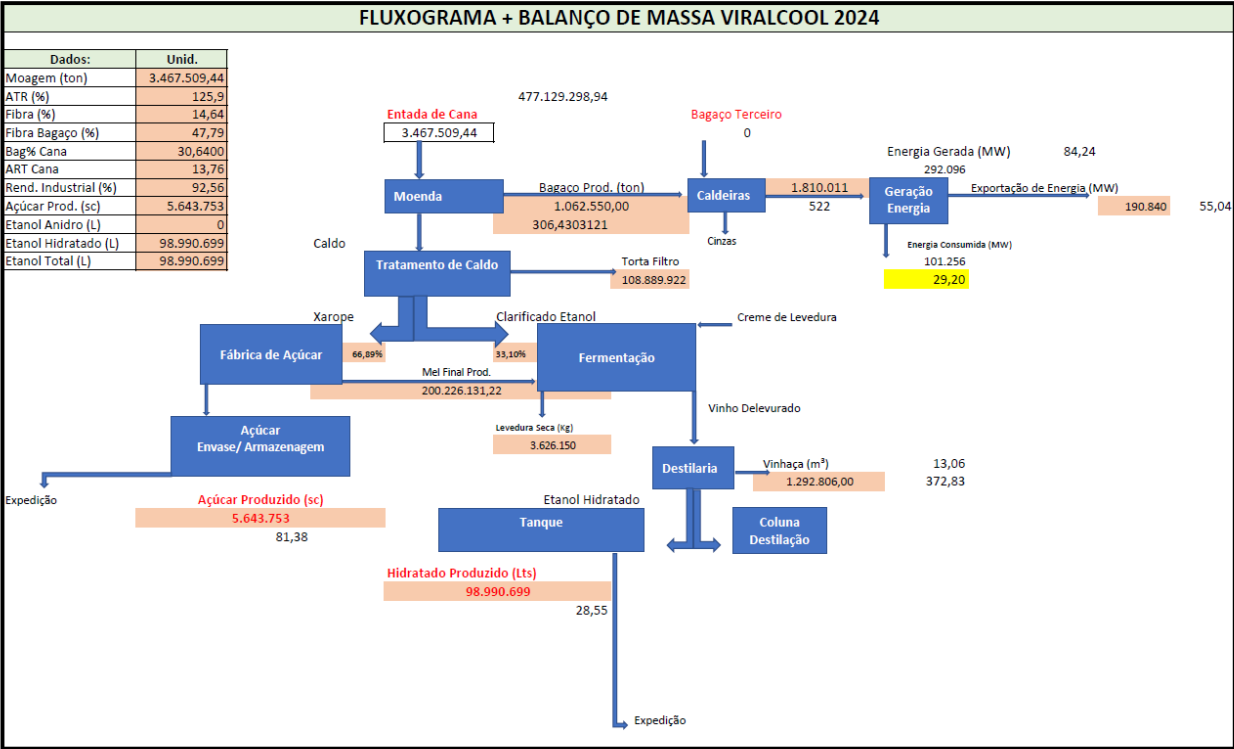 FLUXOGRAMA + BALANÇO DE MASSA VIRALCOOL 2024
Dados: Unid.
Moagem (ton) 3.467.509,44
ATR (%) 125,9
Fibra (%) 14,64
Fibra Bagaço (%) 47,79
Bag% Cana 30,6400
ART Cana 13,76
Rend. Industrial (%) 92,56
Açúcar Prod. (sc) 5.643.753
Etanol Anidro (L) 0
Etanol Hidratado (L) 98.990.699
Etanol Total (L) 98.990.699
477.129.298,94
Entada de Cana
3.467.509,44
Bagaço Terceiro
0
Moenda
Bagaço Prod. (ton)
1.062.550,00
306,4303121
Caldeiras
1.810.011
522
Cinzas
Energia Gerada (MW) 84,24
292.096
Geração
Energia
Exportação de Energia (MW)
190.840 55,04
Energia Consumida (MW)
101.256
29,20
Caldo
Tratamento de Caldo
Torta Filtro
108.889.922
Xarope
Clarificado Etanol
Creme de Levedura
Fábrica de Açúcar
66,89%
33,10%
Fermentação
Mel Final Prod.
200.226.131,22
Vinho Delevurado
Levedura Seca (Kg)
3.626.150
Açúcar
Envase/ Armazenagem
Destilaria
Vinhaça (m³) 13,06
1.292.806,00 372,83
Expedição
Açúcar Produzido (sc)
5.643.753
81,38
Etanol Hidratado
Tanque
Coluna
Destilação
Hidratado Produzido (Lts)
98.990.699
28,55
Expedição